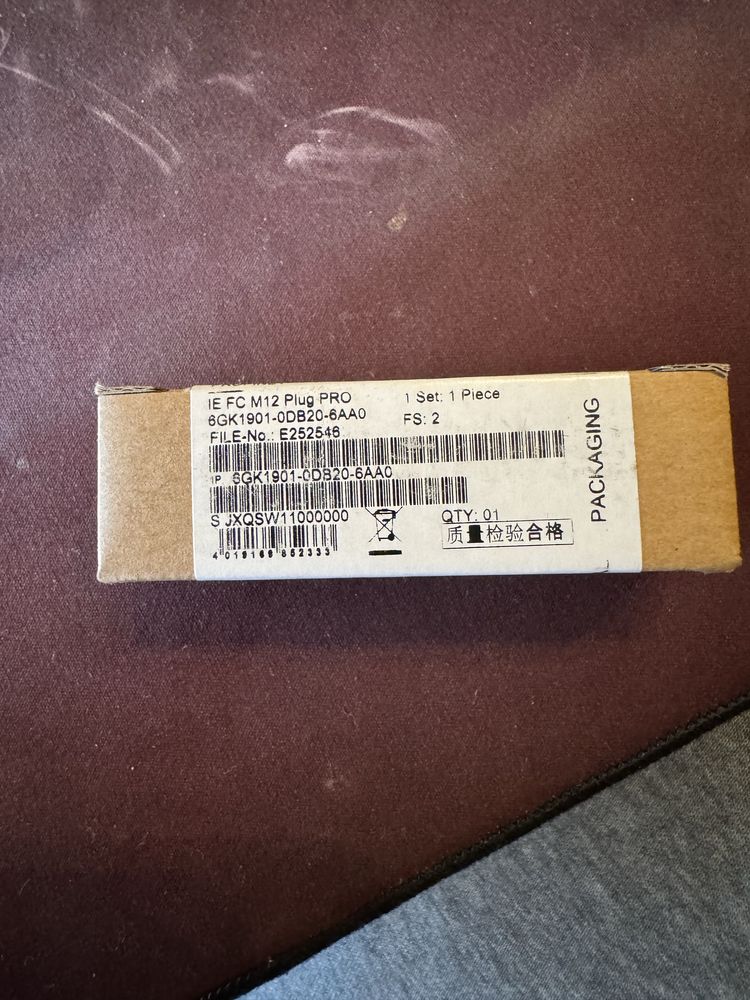 IE FC M12 Plug PRO
1 Set: 1 Piece
6GK1901-0DB20-6AA0
FS: 2
FILE-No.: E252546
1P 6GK1901-0DB20-6AA0
S JXQSW11000000
QTY: 01
质量检验合格
4 019169 852333
PACKAGING